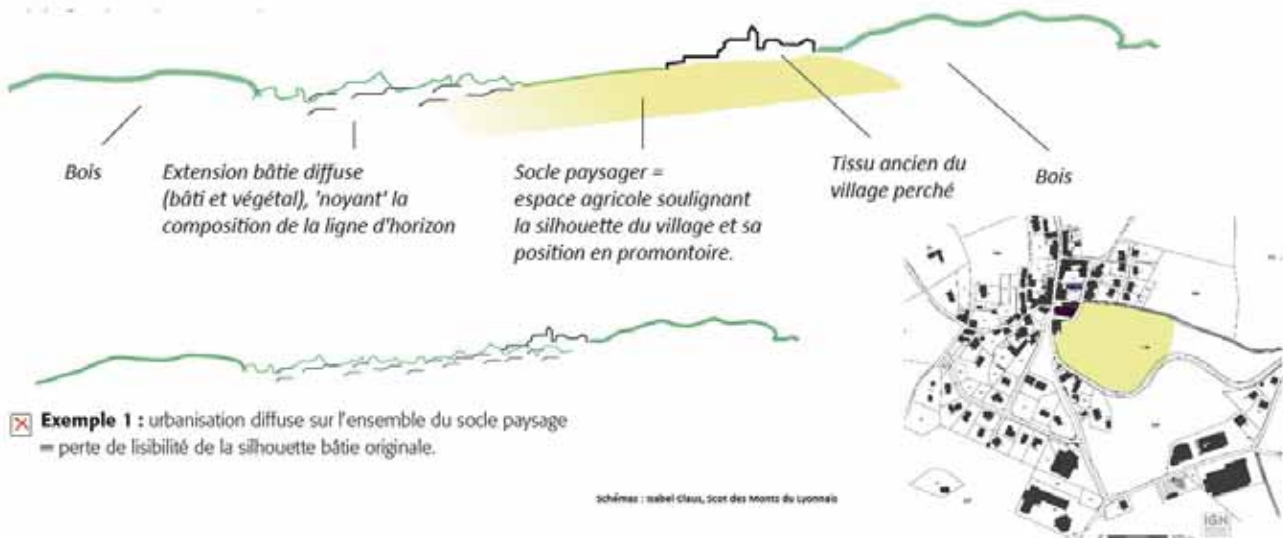 Bois
Extension bâtie diffuse
(bâti et végétal), 'noyant' la
composition de la ligne d'horizon
Socle paysager =
espace agricole soulignant
la silhouette du village et sa
position en promontoire.
Tissu ancien du
village perché
Bois
Exemple 1 : urbanisation diffuse sur l'ensemble du socle paysage
= perte de lisibilité de la silhouette bâtie originale.
Schémas : Isabel Claus, Scot des Monts du Lyonnais
IGN